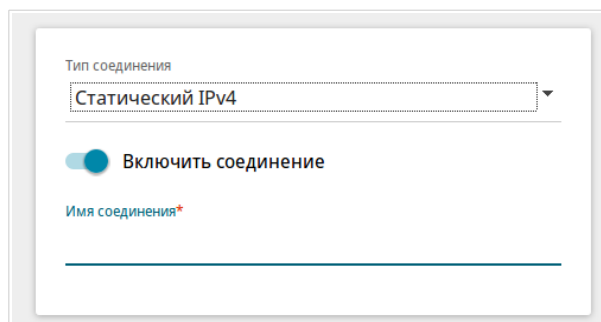 Тип соединения
Статический IPv4
Включить соединение
Имя соединения*